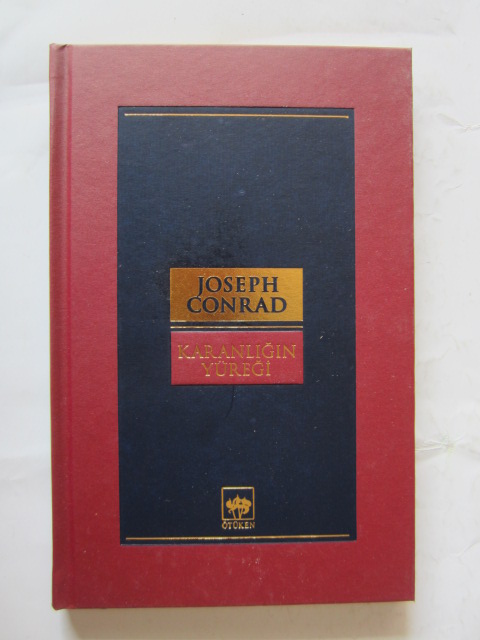 JOSEPH
CONRAD
KARANLIĞIN
YÜREĞİ
ÖTÜKEN